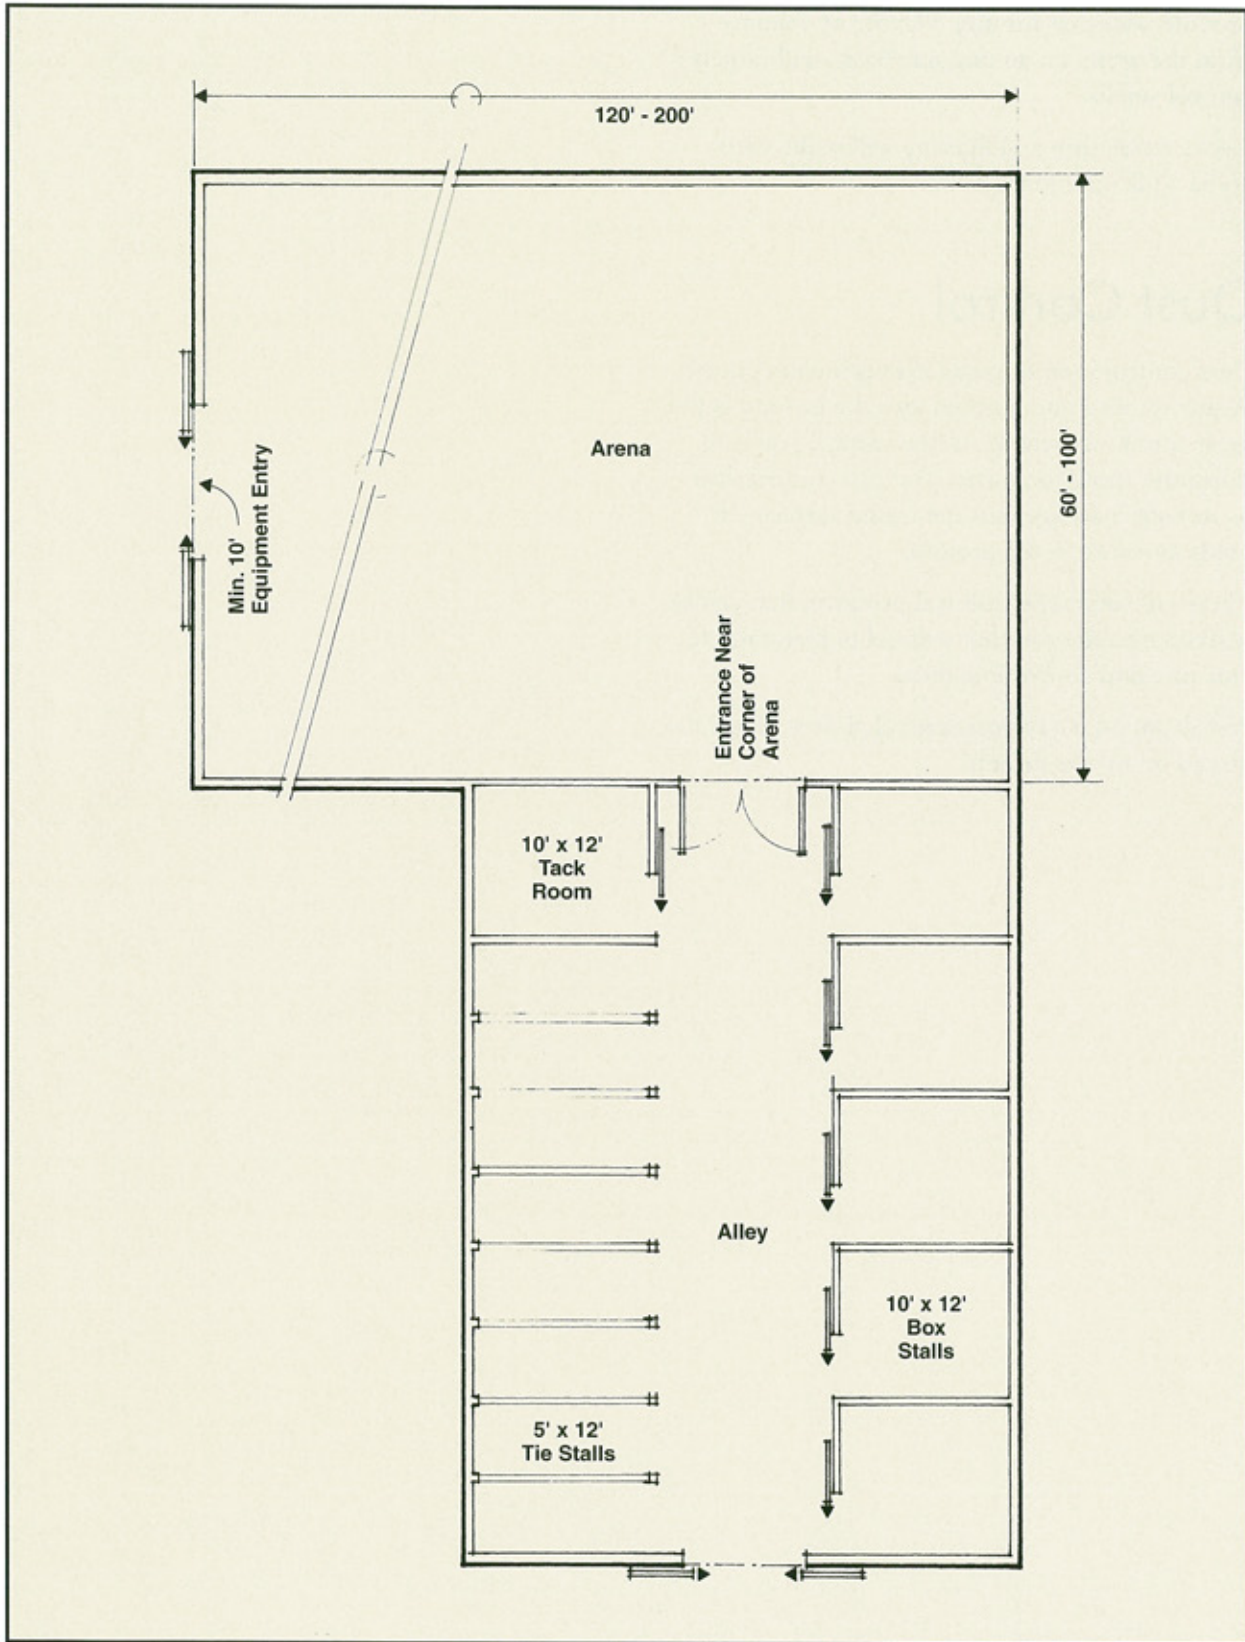 120' - 200'
Arena
60' - 100'
Min. 10'
Equipment Entry
Entrance Near
Corner of
Arena
10' x 12'
Tack
Room
Alley
10' x 12'
Box
Stalls
5' x 12'
Tie Stalls